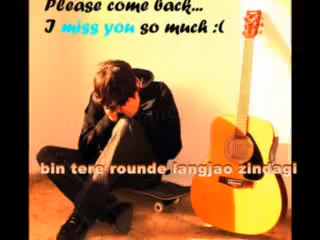 Please come back...
I miss you so much :(
bin tere rounde langjao zindagi